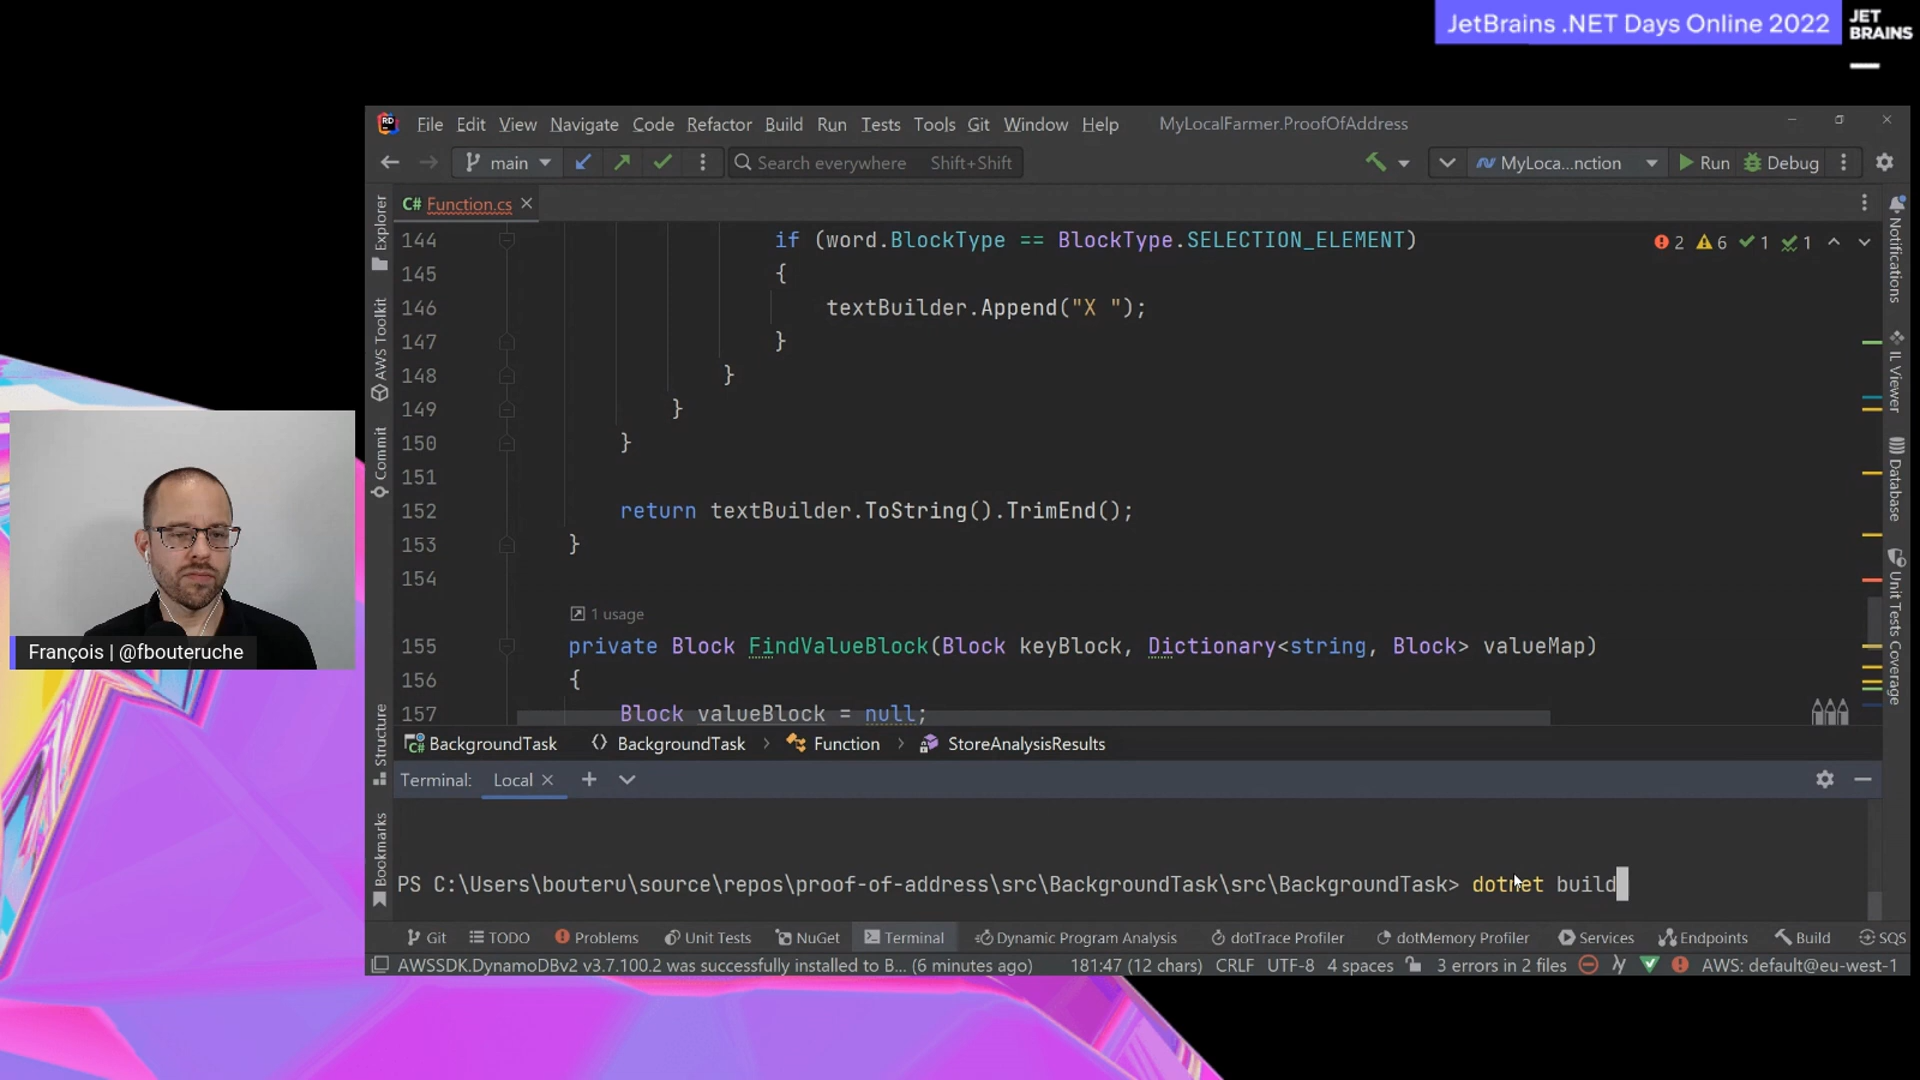 JetBrains .NET Days Online 2022
JET
BRAINS
RD
File Edit View Navigate Code Refactor Build Run Tests Tools Git Window Help MyLocalFarmer.ProofOfAddress
main Search everywhere Shift+Shift MyLoca...nction Run Debug
C# Function.cs
Explorer
AWS Toolkit
Commit
Structure
Bookmarks
144 if (word.BlockType == BlockType.SELECTION_ELEMENT)
2 6 1 1
145 {
146 textBuilder.Append("X ");
147 }
148 }
149 }
150 }
151
152 return textBuilder.ToString().TrimEnd();
153 }
154
1 usage
155 private Block FindValueBlock(Block keyBlock, Dictionary<string, Block> valueMap)
156 {
157 Block valueBlock = null;
Notifications
IL Viewer
Database
Unit Tests Coverage
François | @fbouteruche
C# BackgroundTask BackgroundTask Function StoreAnalysisResults
Terminal: Local
PS C:\Users\bouteru\source\repos\proof-of-address\src\BackgroundTask\src\BackgroundTask> dotnet build
Git TODO Problems Unit Tests NuGet Terminal Dynamic Program Analysis dotTrace Profiler dotMemory Profiler Services Endpoints Build SQS
AWSSDK.DynamoDBv2 v3.7.100.2 was successfully installed to B... (6 minutes ago) 181:47 (12 chars) CRLF UTF-8 4 spaces 3 errors in 2 files AWS: default@eu-west-1